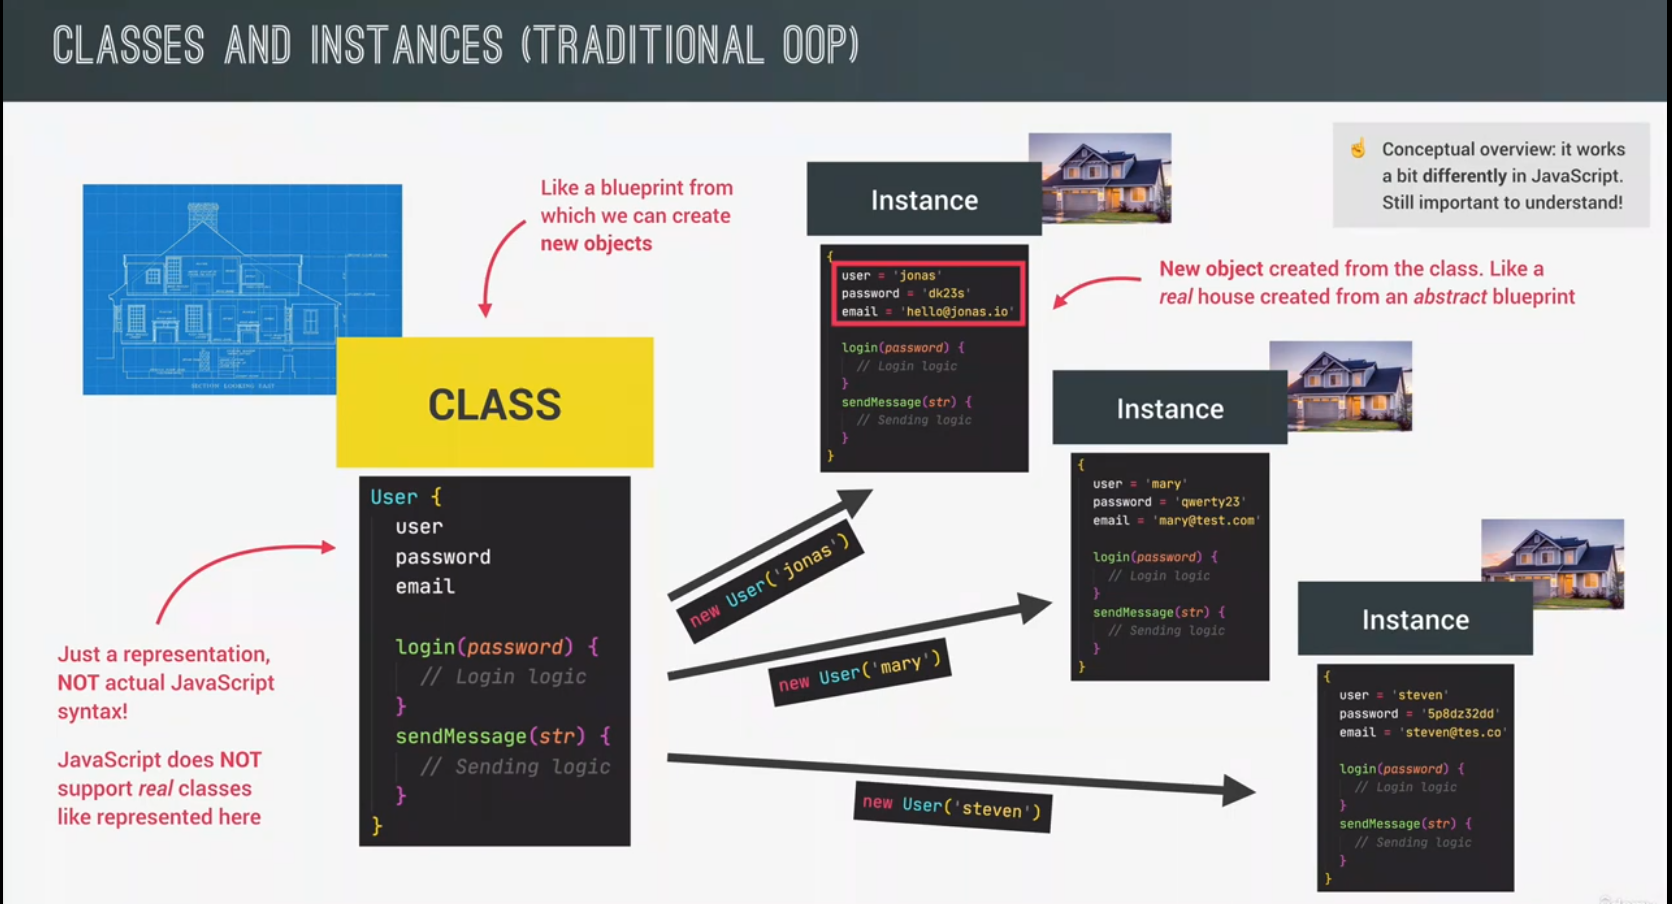 CLASSES AND INSTANCES (TRADITIONAL OOP)
☝ Conceptual overview: it works
a bit differently in JavaScript.
Still important to understand!
SECTION LOOKING EAST
Like a blueprint from
which we can create
new objects
CLASS
User {
user
password
email
login(password) {
// Login logic
}
sendMessage(str) {
// Sending logic
}
}
Just a representation,
NOT actual JavaScript
syntax!
JavaScript does NOT
support real classes
like represented here
new User('jonas')
new User('mary')
new User('steven')
Instance
{
user = 'jonas'
password = 'dk23s'
email = 'hello@jonas.io'
login(password) {
// Login logic
}
sendMessage(str) {
// Sending logic
}
}
New object created from the class. Like a
real house created from an abstract blueprint
Instance
{
user = 'mary'
password = 'qwerty23'
email = 'mary@test.com'
login(password) {
// Login logic
}
sendMessage(str) {
// Sending logic
}
}
Instance
{
user = 'steven'
password = '5p8dz32dd'
email = 'steven@tes.co'
login(password) {
// Login logic
}
sendMessage(str) {
// Sending logic
}
}